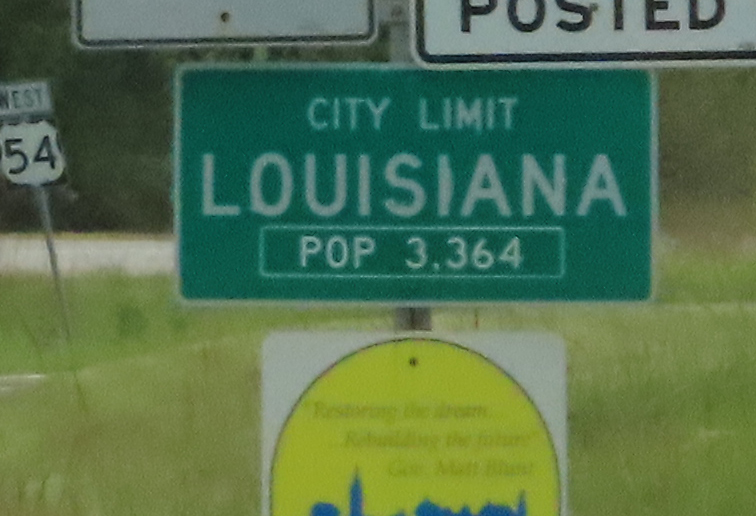 POSTED
WEST
54
CITY LIMIT
LOUISIANA
POP 3,364
"Restoring the dream
Rebuilding the future"
Gov. Matt Blunt